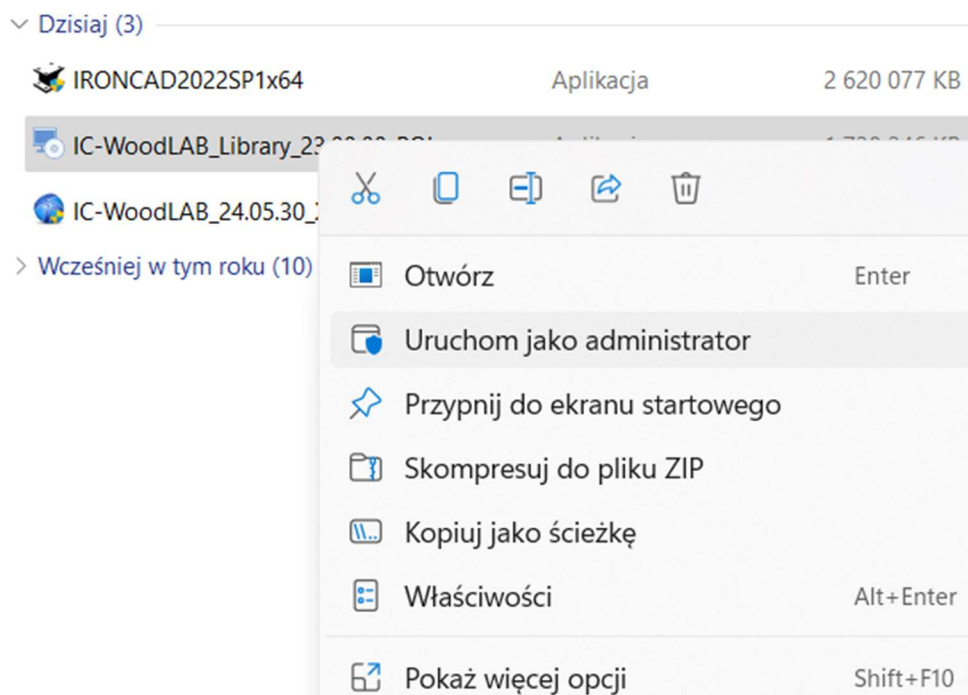 Dzisiaj (3)
IRONCAD2022SP1x64 Aplikacja 2 620 077 KB
IC-WoodLAB_Library_23
IC-WoodLAB_24.05.30_
Wcześniej w tym roku (10)
Otwórz Enter
Uruchom jako administrator
Przypnij do ekranu startowego
Skompresuj do pliku ZIP
Kopiuj jako ścieżkę
Właściwości Alt+Enter
Pokaż więcej opcji Shift+F10